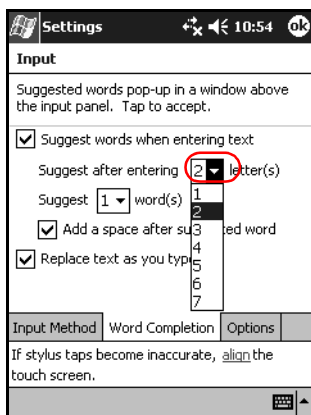 Settings 10:54 ok
Input
Suggested words pop-up in a window above
the input panel. Tap to accept.
Suggest words when entering text
Suggest after entering 2 letter(s)
1
Suggest 1 word(s)
2
Add a space after su 3 ed word
4
Replace text as you typ
5
6
7
Input Method Word Completion Options
If stylus taps become inaccurate, align the
touch screen.